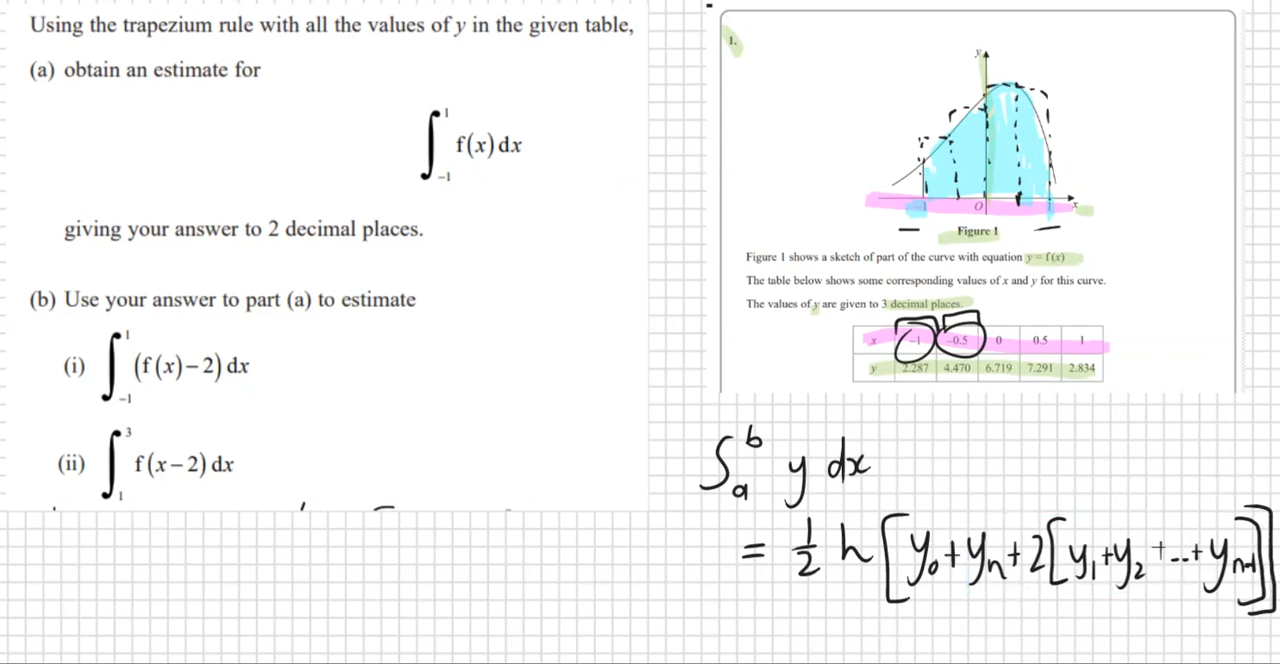 Using the trapezium rule with all the values of y in the given table,
(a) obtain an estimate for
∫₋₁¹ f(x) dx
giving your answer to 2 decimal places.
(b) Use your answer to part (a) to estimate
(i) ∫₋₁¹ (f(x) − 2) dx
(ii) ∫₁³ f(x − 2) dx
1.
y
-1 O 1 x
Figure 1
Figure 1 shows a sketch of part of the curve with equation y = f(x)
The table below shows some corresponding values of x and y for this curve.
The values of y are given to 3 decimal places.
x -1 -0.5 0 0.5 1
y 2.287 4.470 6.719 7.291 2.834
∫ₐᵇ y dx
= ½ h [y₀ + yₙ + 2[y₁ + y₂ + ... + yₙ₋₁]]